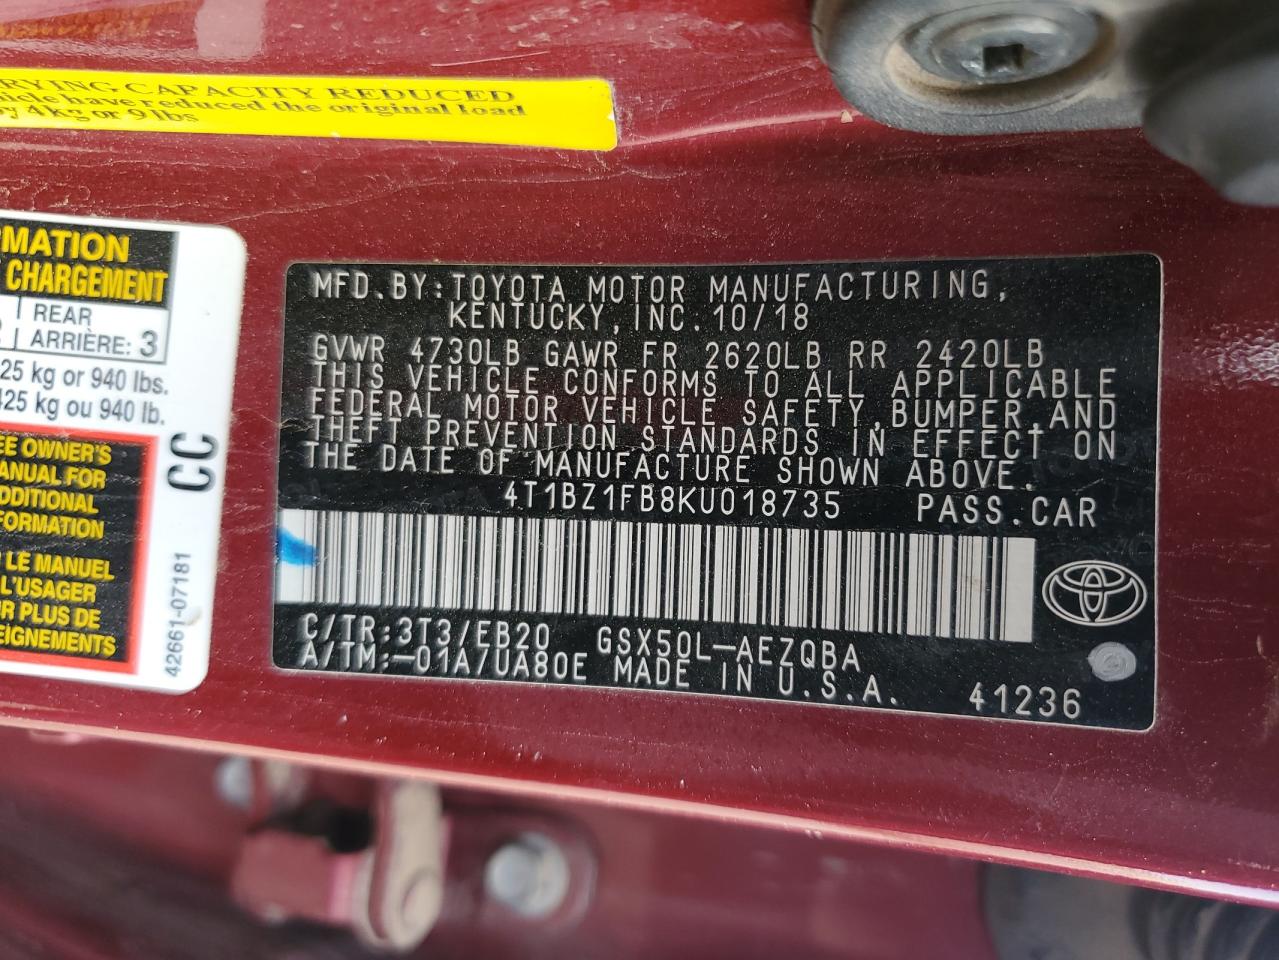 RYING CAPACITY REDUCED
have reduced the original load
4 kg or 9 lbs
MATION
CHARGEMENT
REAR
ARRIÈRE: 3
25 kg or 940 lbs.
425 kg ou 940 lb.
CC
EE OWNER'S
ANUAL FOR
DDITIONAL
FORMATION
LE MANUEL
L'USAGER
R PLUS DE
EIGNEMENTS
42661-07181
MFD.BY:TOYOTA MOTOR MANUFACTURING,
KENTUCKY,INC.10/18
GVWR 4730LB GAWR FR 2620LB RR 2420LB
THIS VEHICLE CONFORMS TO ALL APPLICABLE
FEDERAL MOTOR VEHICLE SAFETY,BUMPER,AND
THEFT PREVENTION STANDARDS IN EFFECT ON
THE DATE OF MANUFACTURE SHOWN ABOVE.
4T1BZ1FB8KU018735 PASS.CAR
C/TR:3T3/EB20 GSX50L-AEZQBA
A/TM:-01A/UA80E MADE IN U.S.A.
41236